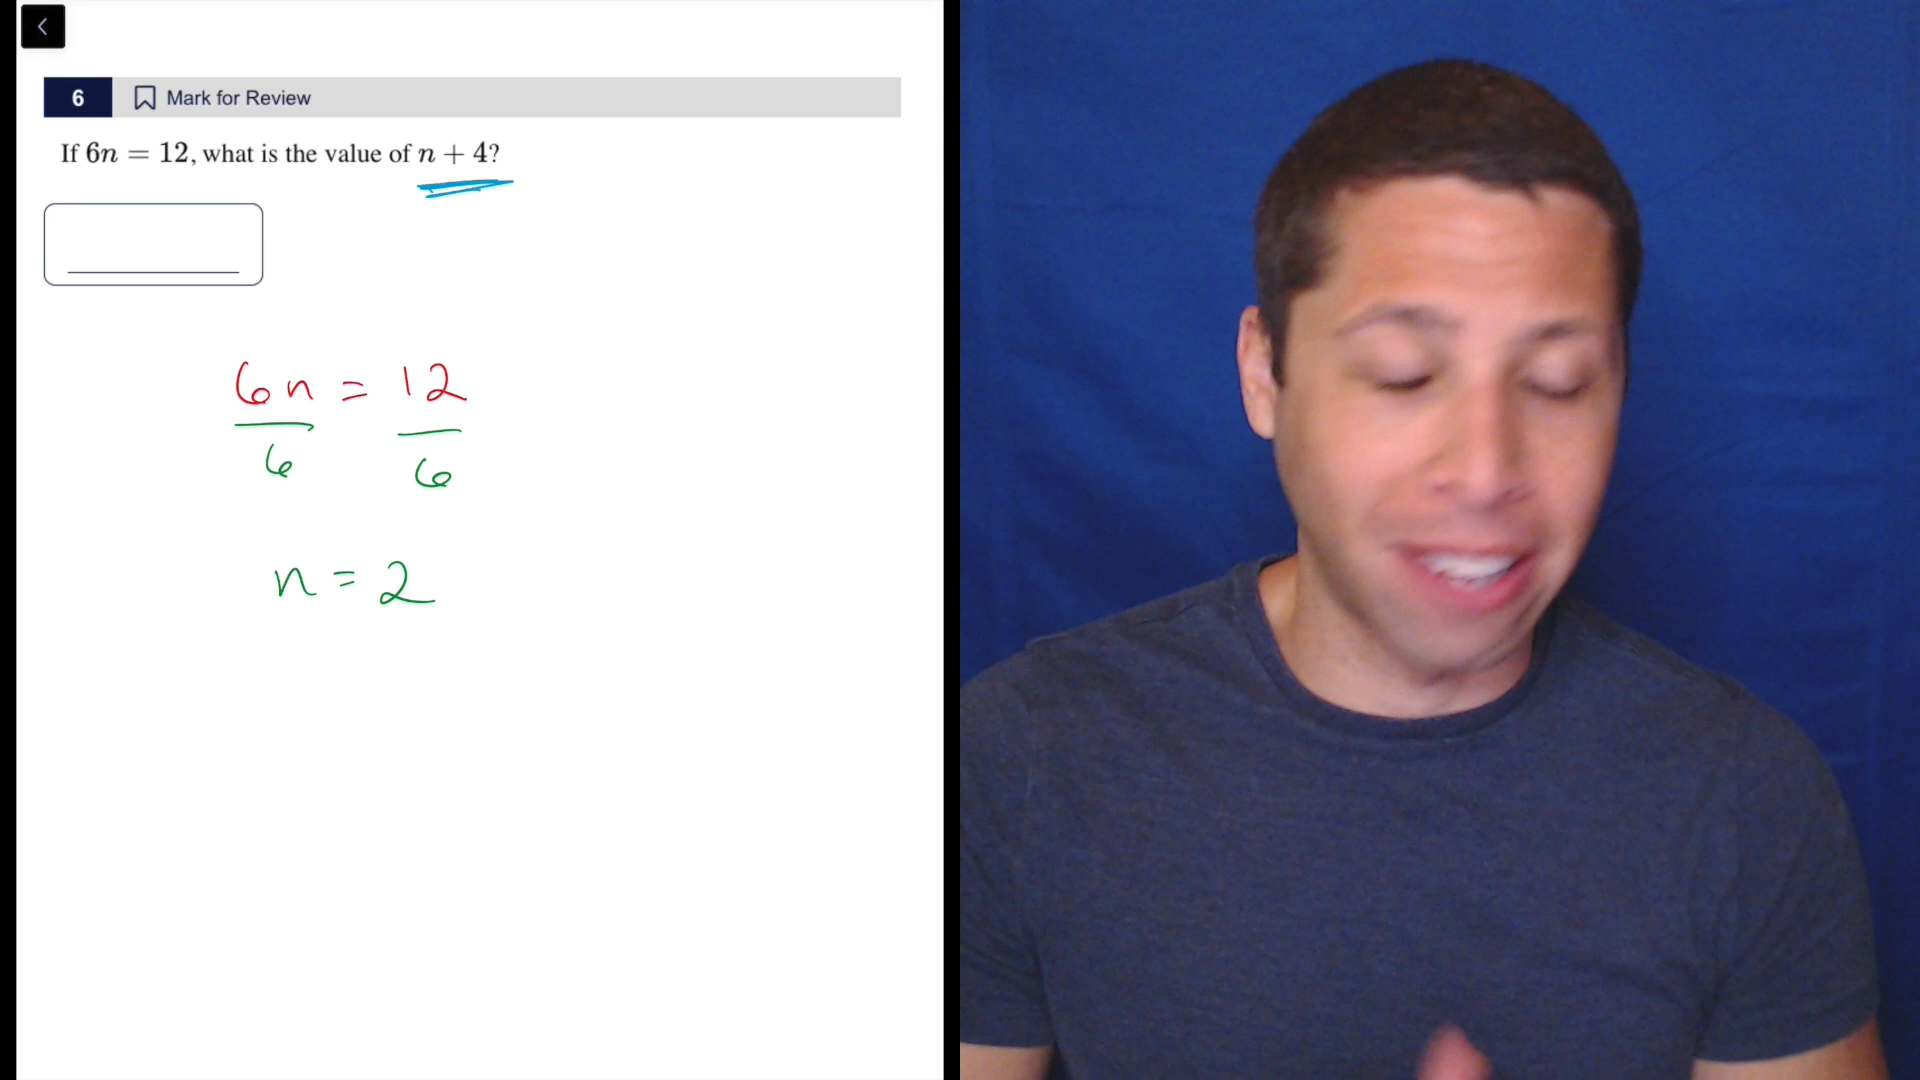 6 Mark for Review
If 6n = 12, what is the value of n + 4?
6n = 12
6 6
n = 2